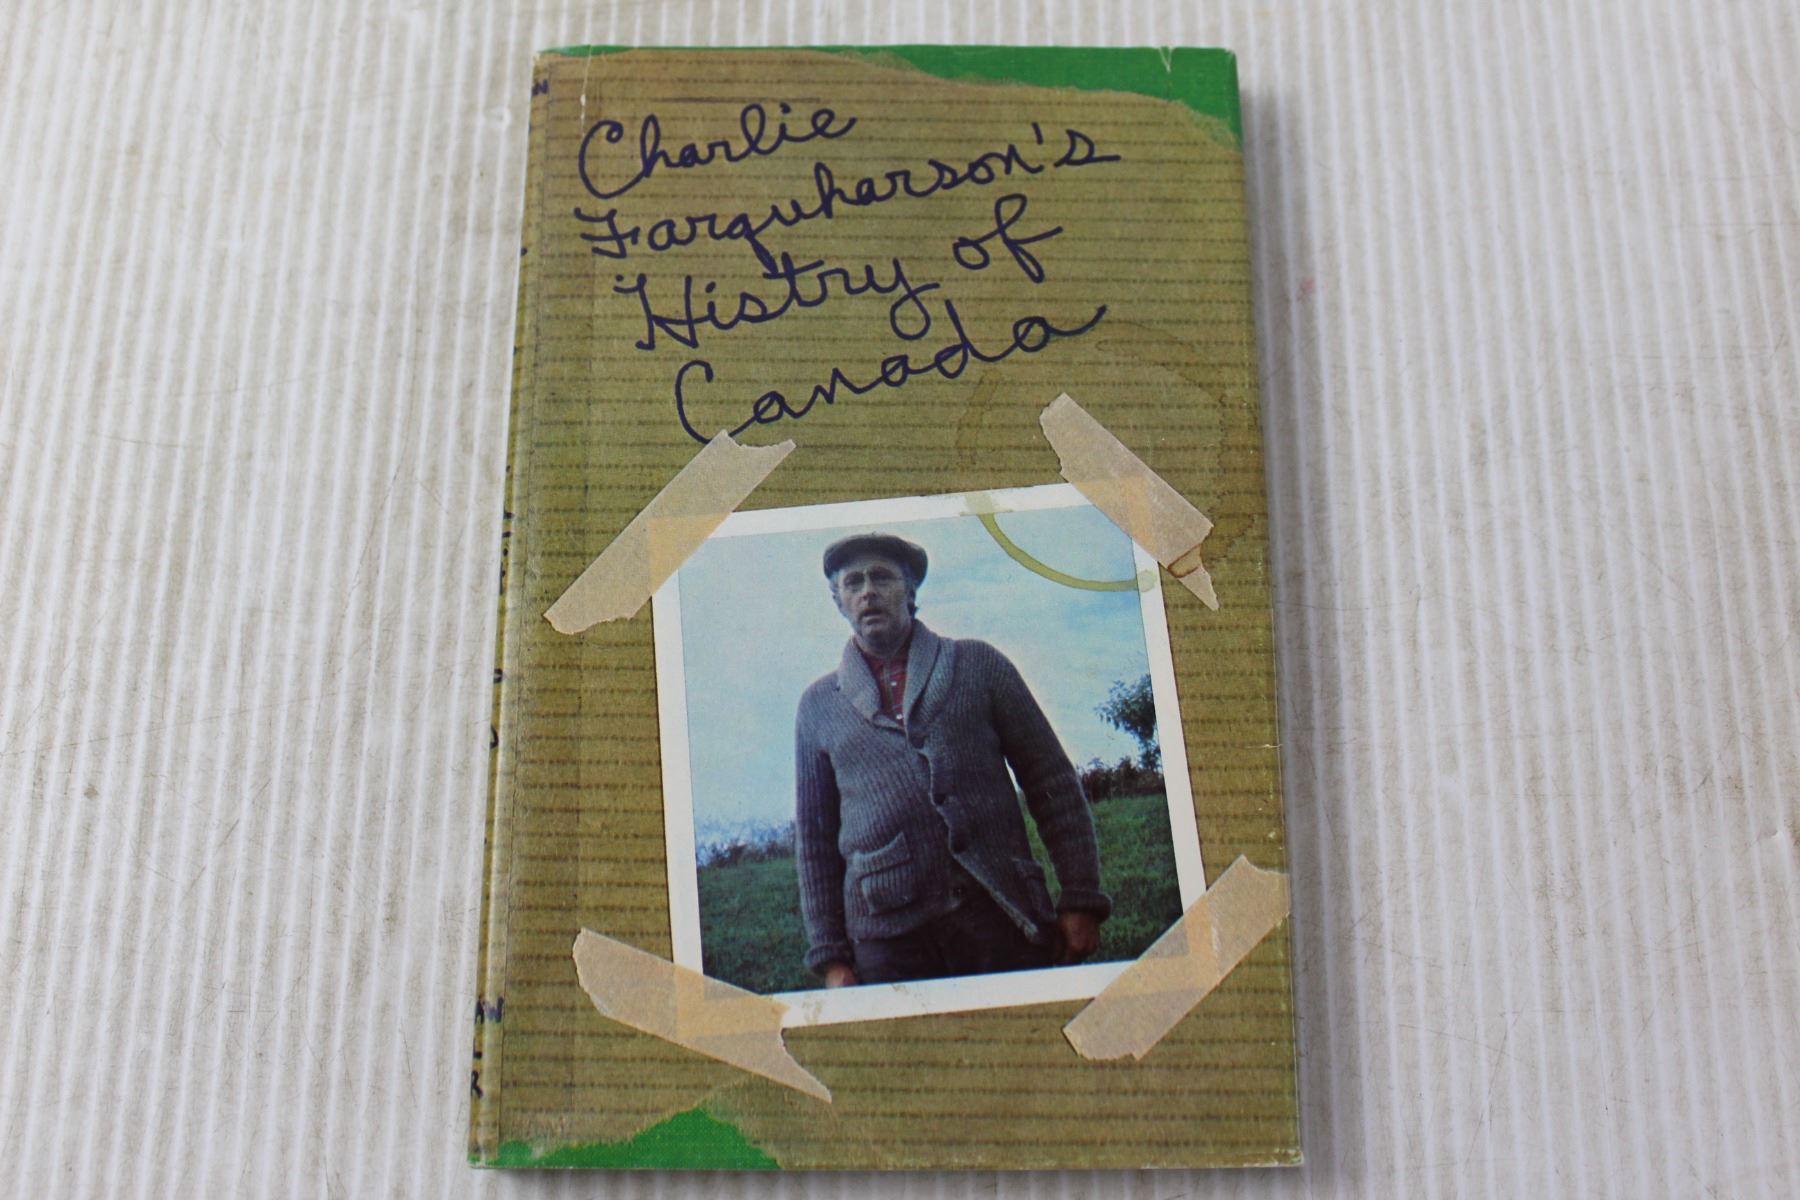 Charlie
Farquharson's
Histry of
Canada